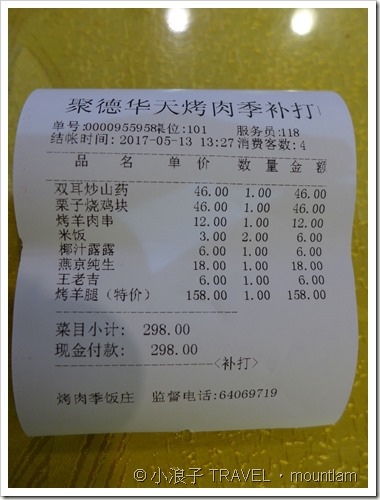 聚德华天烤肉季补打
单号:0000955958桌位:101 服务员:118
结帐时间: 2017-05-13 13:27 消费客数:4
品 名 单 价 数 量 金 额
双耳炒山药 46.00 1.00 46.00
栗子烧鸡块 46.00 1.00 46.00
烤羊肉串 12.00 1.00 12.00
米饭 3.00 2.00 6.00
椰汁露露 6.00 1.00 6.00
燕京纯生 18.00 1.00 18.00
王老吉 6.00 1.00 6.00
烤羊腿（特价） 158.00 1.00 158.00
菜目小计: 298.00
现金付款: 298.00
<补打>
烤肉季饭庄 监督电话:64069719
© 小浪子 TRAVEL・mountlam